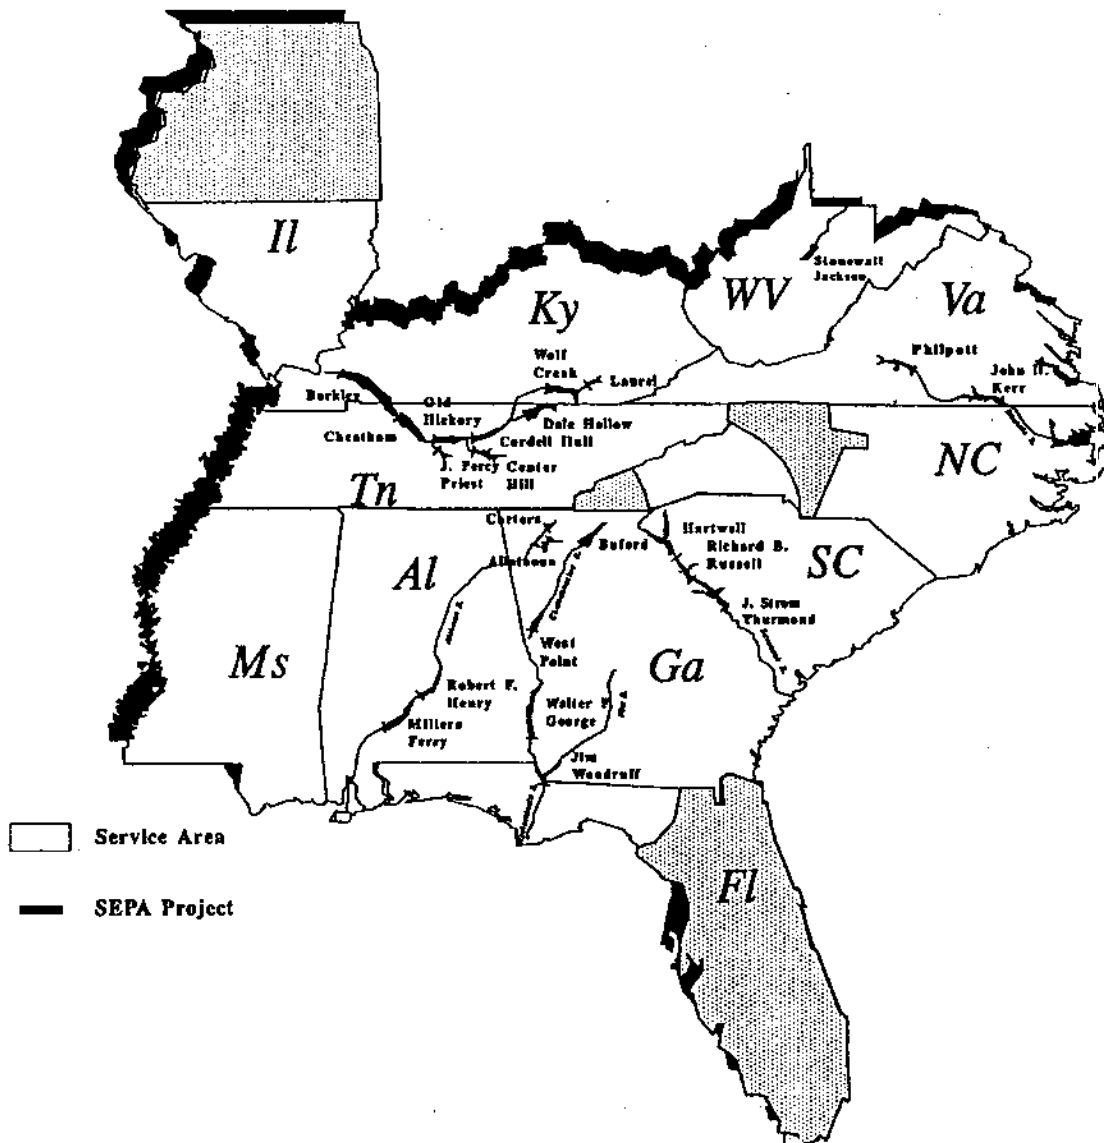 Il
Stonewall
Jackson
WV
Ky
Va
Wolf
Creek
Laurel
Philpott
John H.
Kerr
Barkley
Old
Hickory
Dale Hollow
Cheatham
Cordell Hull
J. Percy
Priest
Center
Hill
NC
Tn
Carters
Allatoona
Buford
Hartwell
Richard B.
Russell
SC
Al
J. Strom
Thurmond
West
Point
Ms
Ga
Robert F.
Henry
Walter F.
George
Millers
Ferry
Jim
Woodruff
Service Area
Fl
SEPA Project